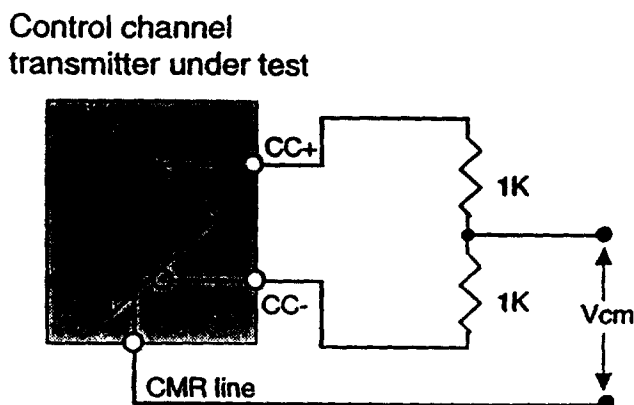 Control channel
transmitter under test
CC+
1K
CC-
1K
Vcm
CMR line